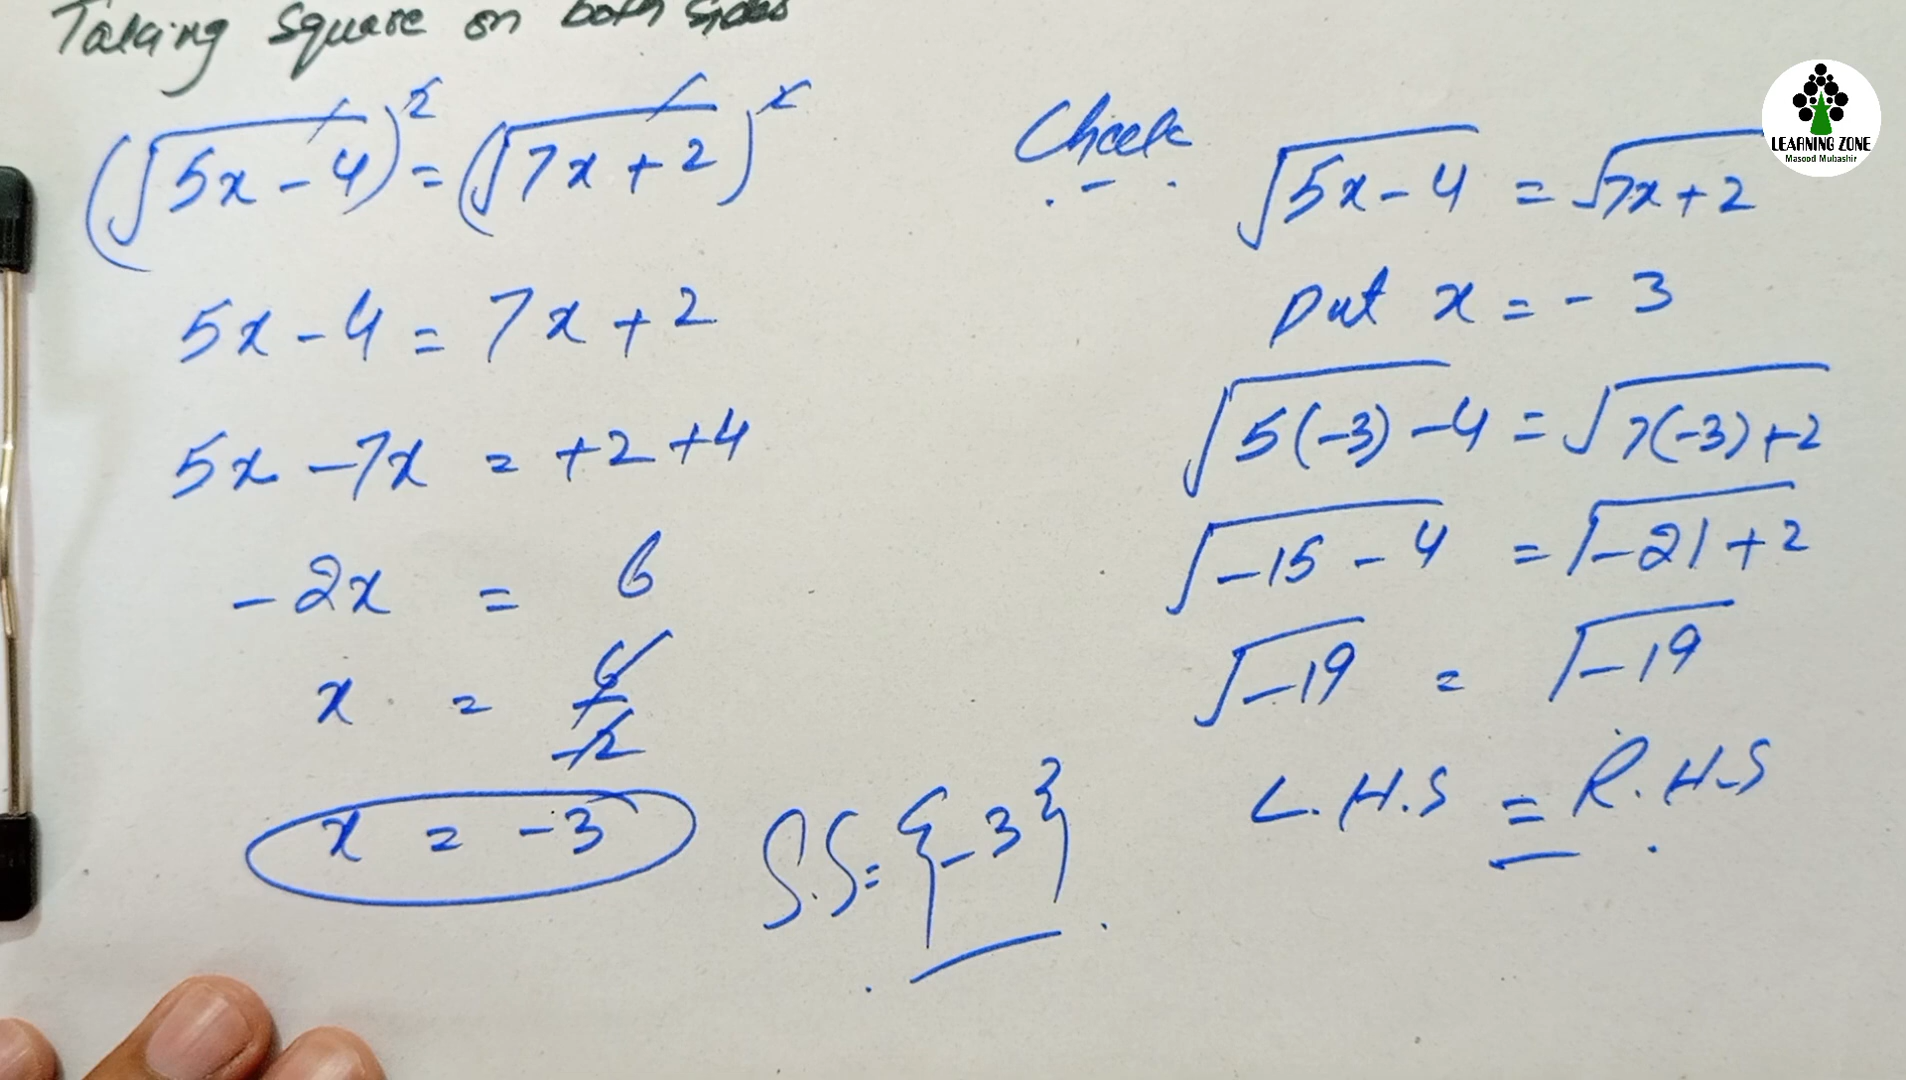 Taking square on both sides
(√5x - 4)² = (√7x + 2)²
5x - 4 = 7x + 2
5x - 7x = +2 +4
-2x = 6
x = 6/-2
x = -3
S.S = {-3}
Check
√5x - 4 = √7x + 2
put x = - 3
√5(-3) - 4 = √7(-3) + 2
√-15 - 4 = √-21 + 2
√-19 = √-19
L.H.S = R.H.S
LEARNING ZONE
Masood Mubashir